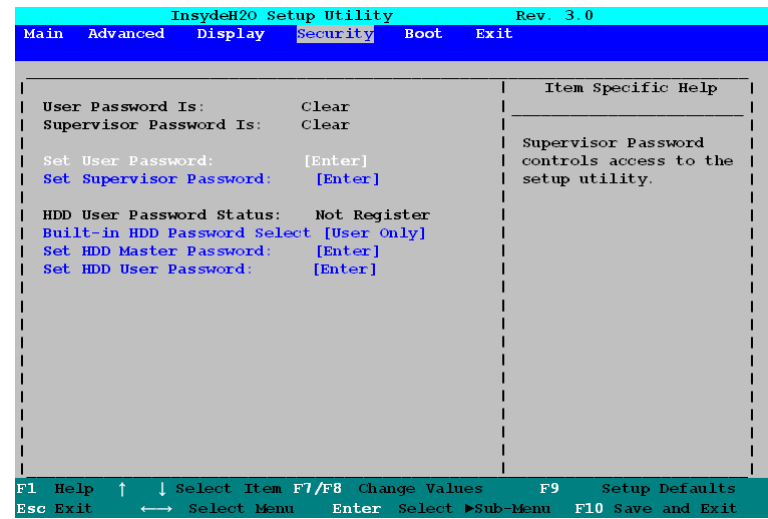 InsydeH2O Setup Utility Rev. 3.0
Main Advanced Display Security Boot Exit
Item Specific Help
User Password Is: Clear
Supervisor Password Is: Clear
Supervisor Password
controls access to the
setup utility.
Set User Password: [Enter]
Set Supervisor Password: [Enter]
HDD User Password Status: Not Register
Built-in HDD Password Select [User Only]
Set HDD Master Password: [Enter]
Set HDD User Password: [Enter]
F1 Help ↑ ↓ Select Item F7/F8 Change Values F9 Setup Defaults
Esc Exit ←→ Select Menu Enter Select ►Sub-Menu F10 Save and Exit